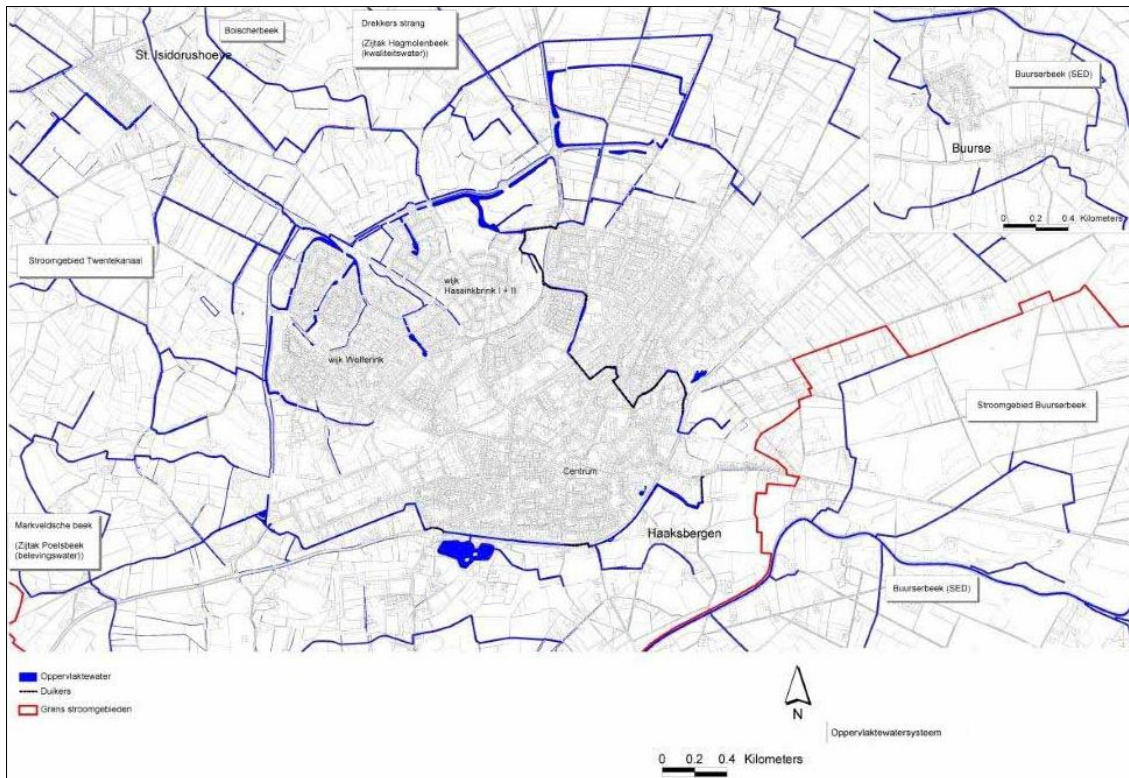 Drekkers strang
(Zijtak Hagmolenbeek
(kwaliteitswater))
Boischerbeek
St. Isidorushoeve
Buurserbeek (SED)
Buurse
0 0.2 0.4 Kilometers
Stroomgebied Twentekanaal
wijk
Hassinkbrink I + II
wijk Wolferink
Stroomgebied Buurserbeek
Centrum
Markveldsche beek
(Zijtak Poelsbeek
(belevingswater))
Haaksbergen
Buurserbeek (SED)
Oppervlaktewater
Duikers
Grens stroomgebieden
N
Oppervlaktewatersysteem
0 0.2 0.4 Kilometers